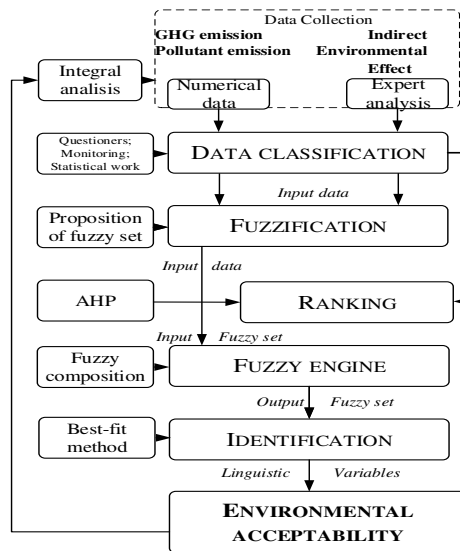 Data Collection
GHG emission Indirect
Pollutant emission Environmental
Effect
Integral
analisis
Numerical
data
Expert
analysis
Questioners;
Monitoring;
Statistical work
DATA CLASSIFICATION
Input data
Proposition
of fuzzy set
FUZZIFICATION
Input data
AHP
RANKING
Input Fuzzy set
Fuzzy
composition
FUZZY ENGINE
Output Fuzzy set
Best-fit
method
IDENTIFICATION
Linguistic Variables
ENVIRONMENTAL
ACCEPTABILITY